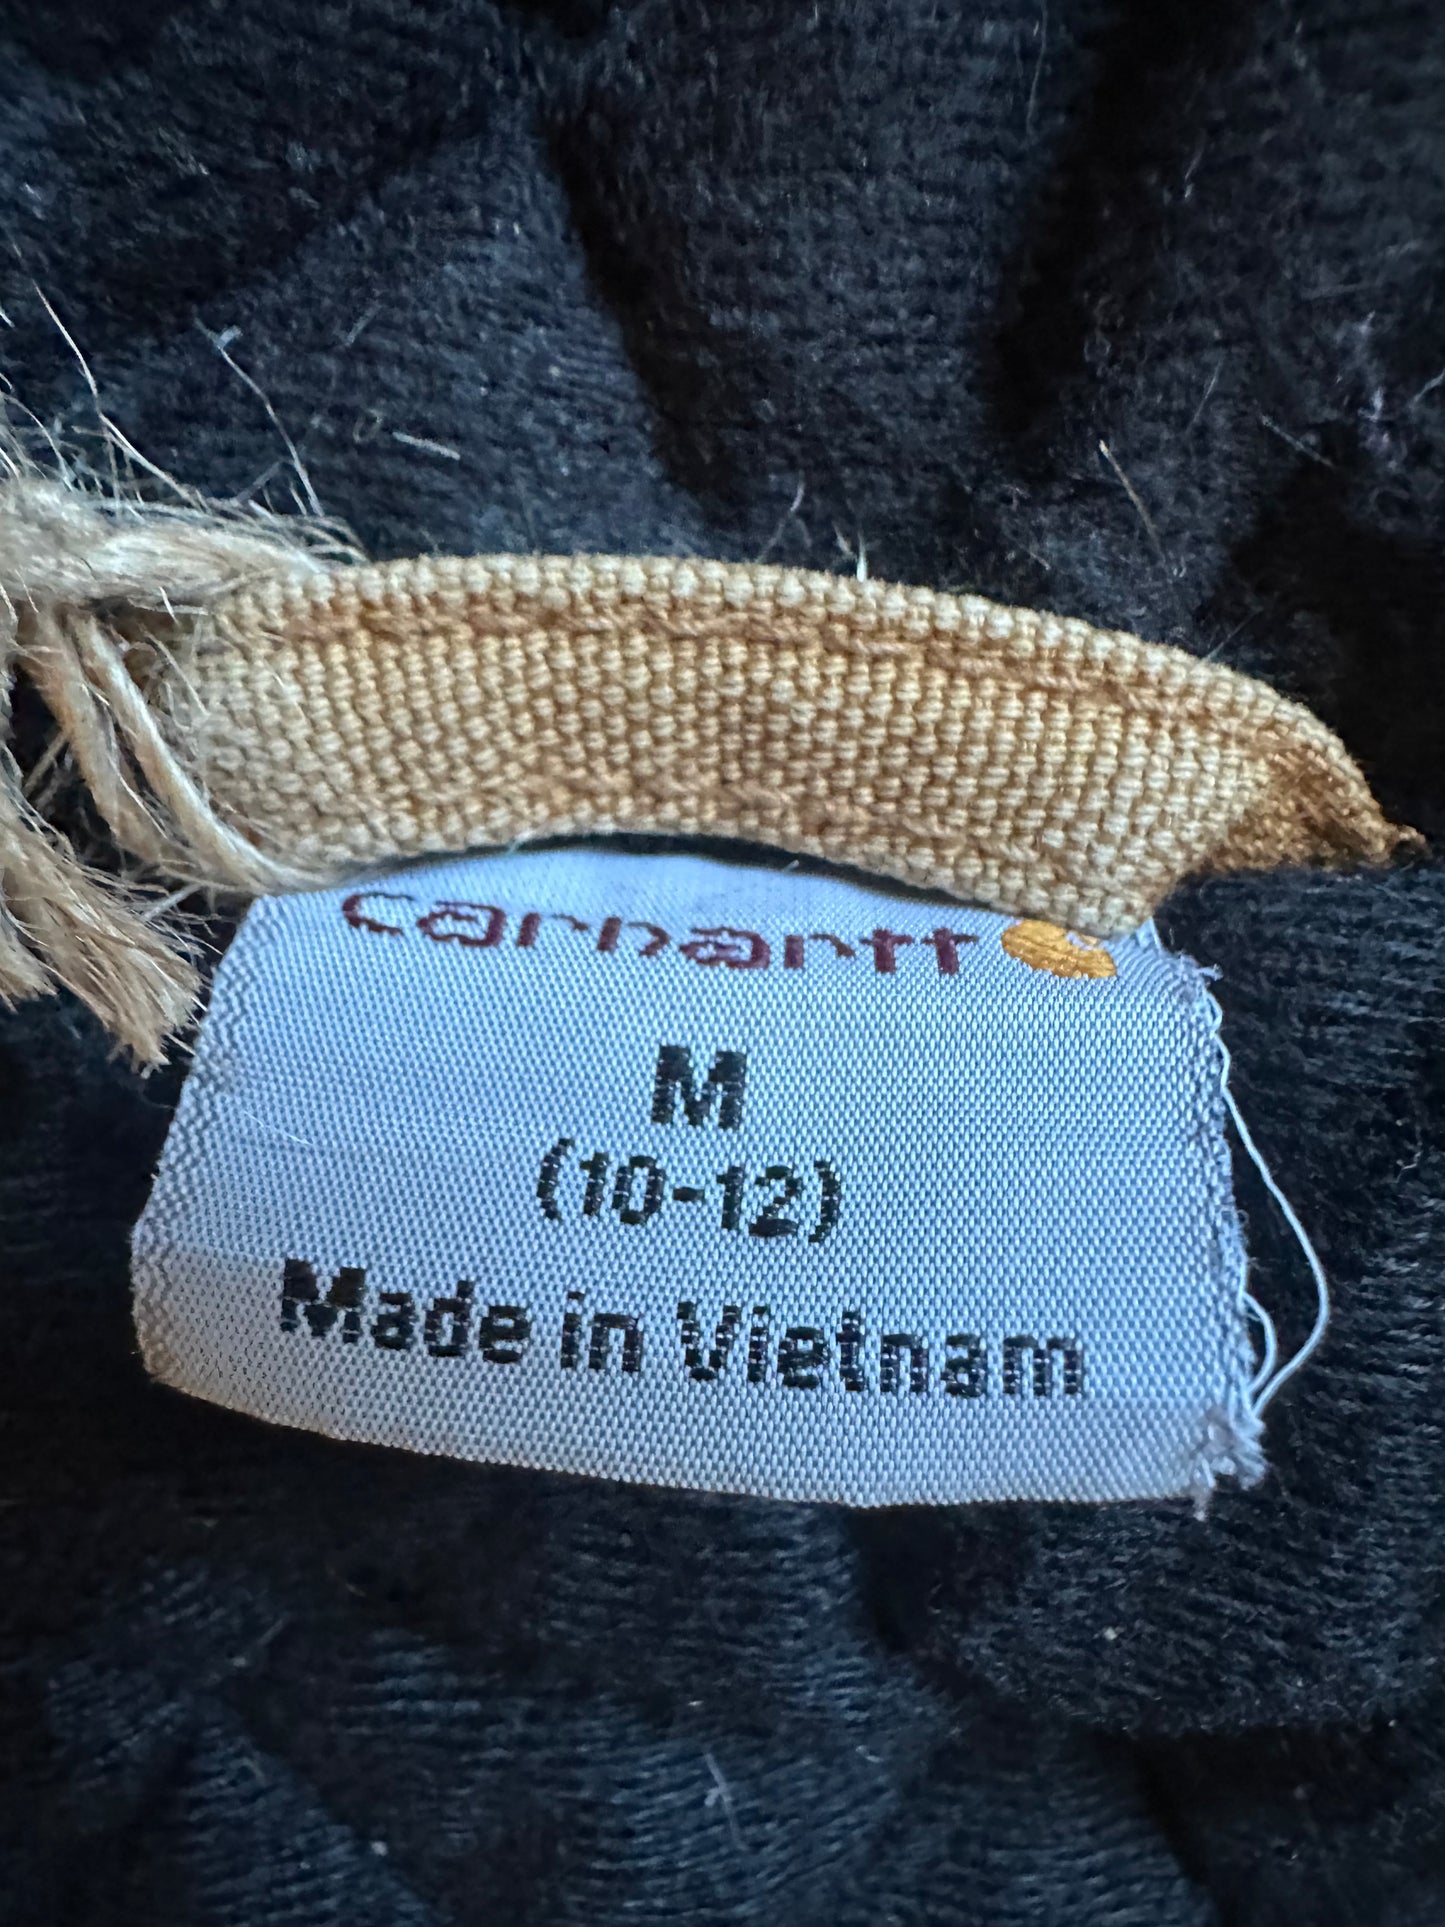 carhartt
M
(10-12)
Made in Vietnam